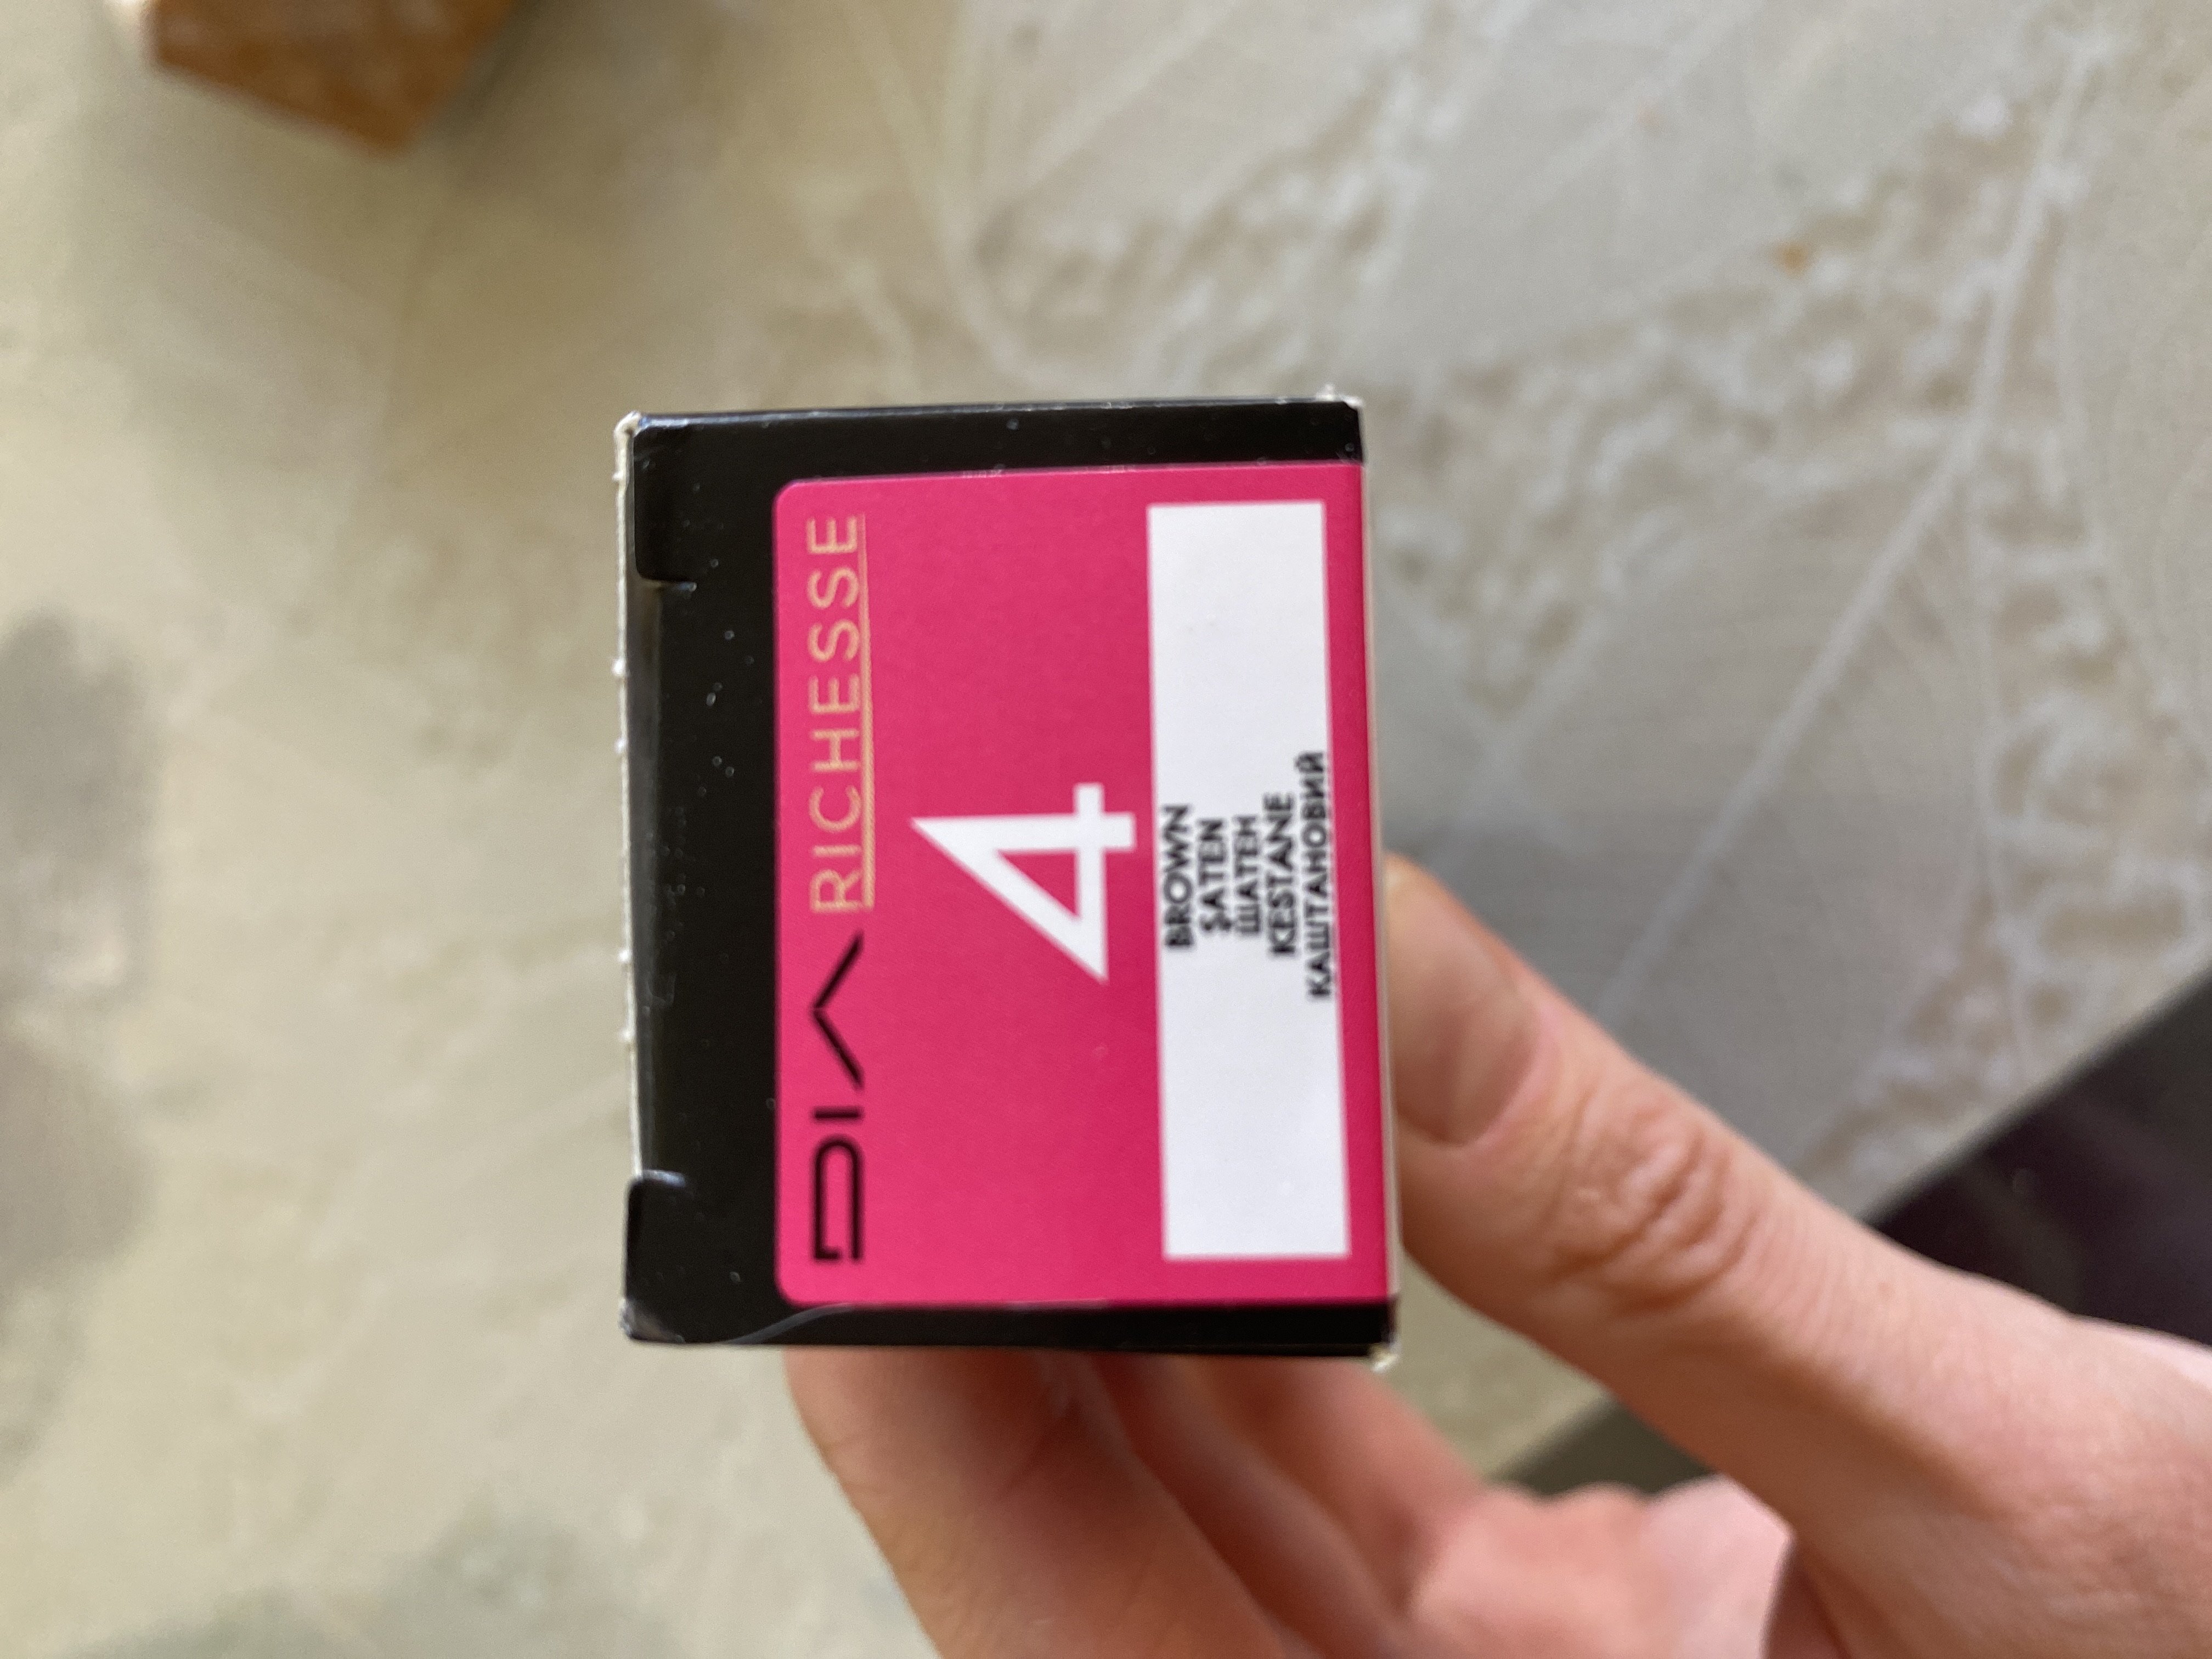 DIA RICHESSE
4
BROWN
ŞATEN
ШАТЕН
KESTANE
КАШТАНОВИЙ